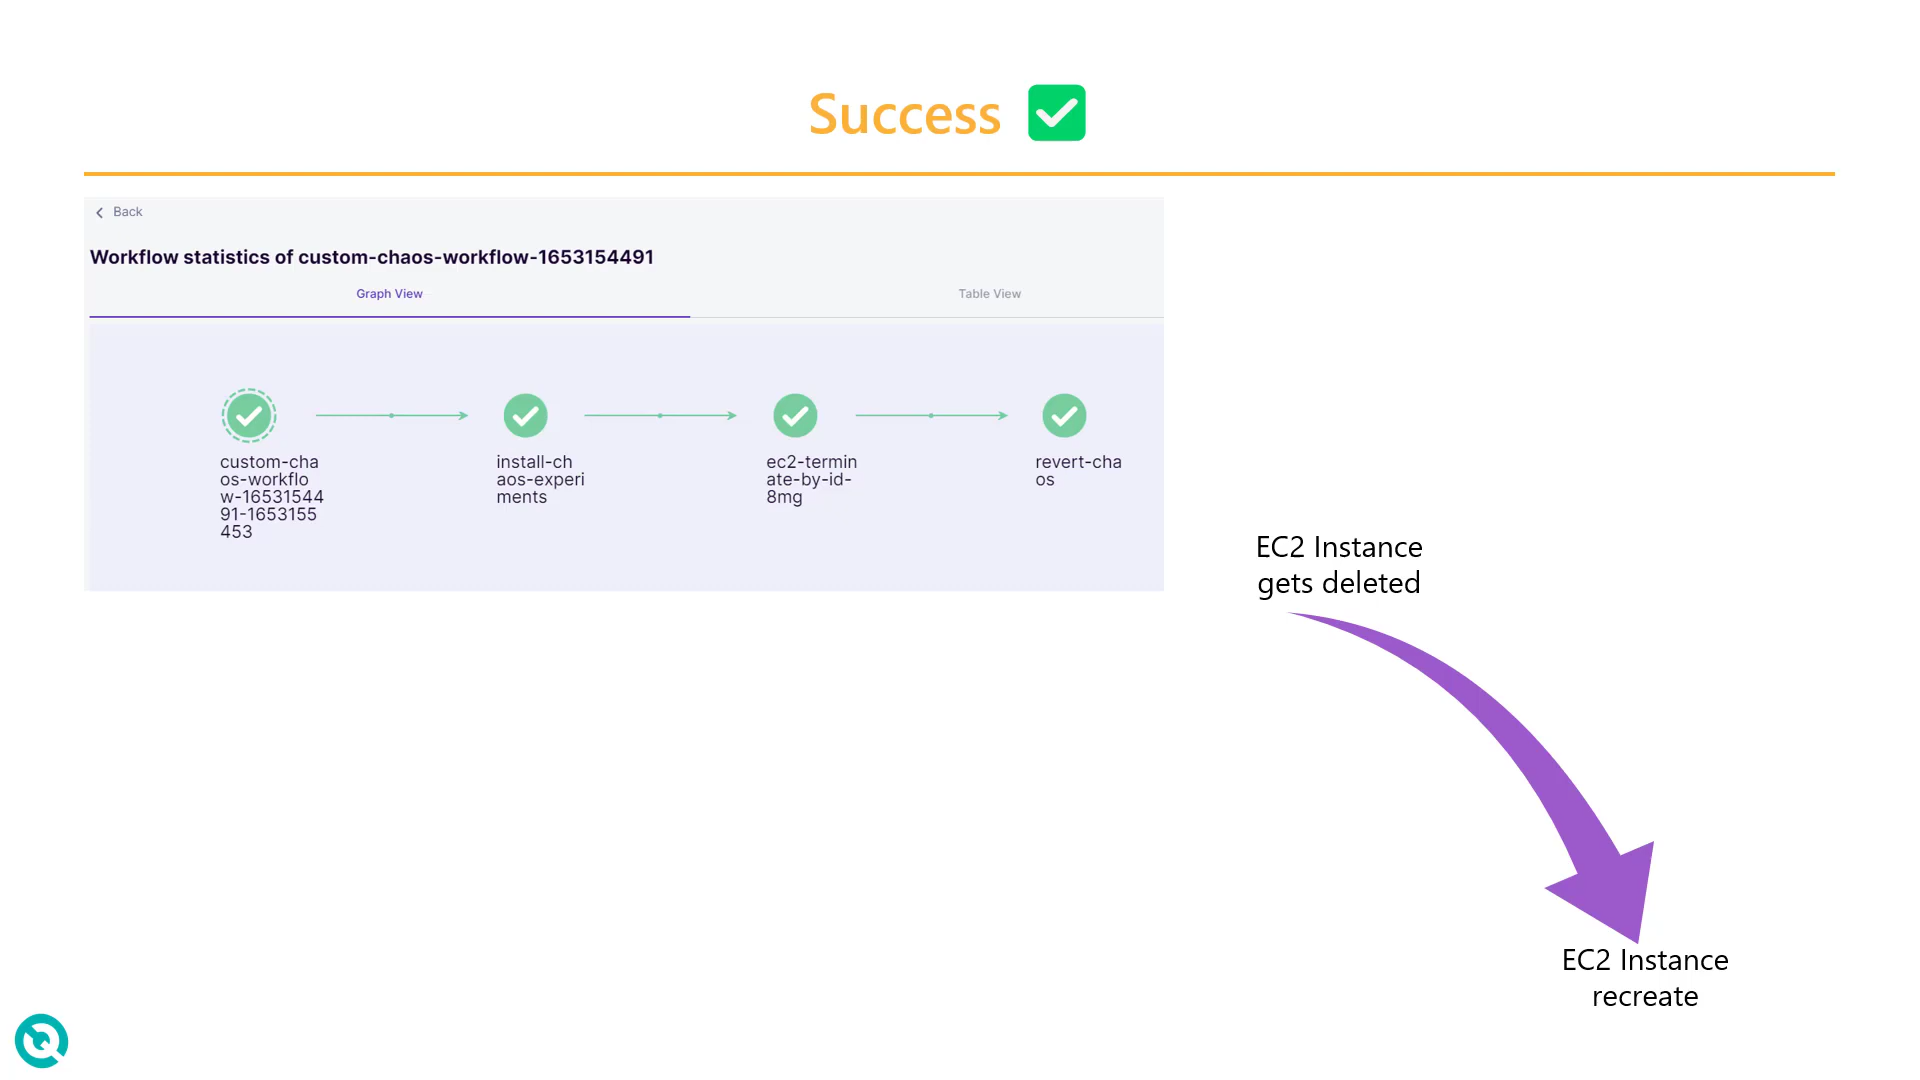 Success
Back
Workflow statistics of custom-chaos-workflow-1653154491
Graph View
Table View
custom-cha
os-workflo
w-16531544
91-1653155
453
install-ch
aos-experi
ments
ec2-termin
ate-by-id-
8mg
revert-cha
os
EC2 Instance
gets deleted
EC2 Instance
recreate